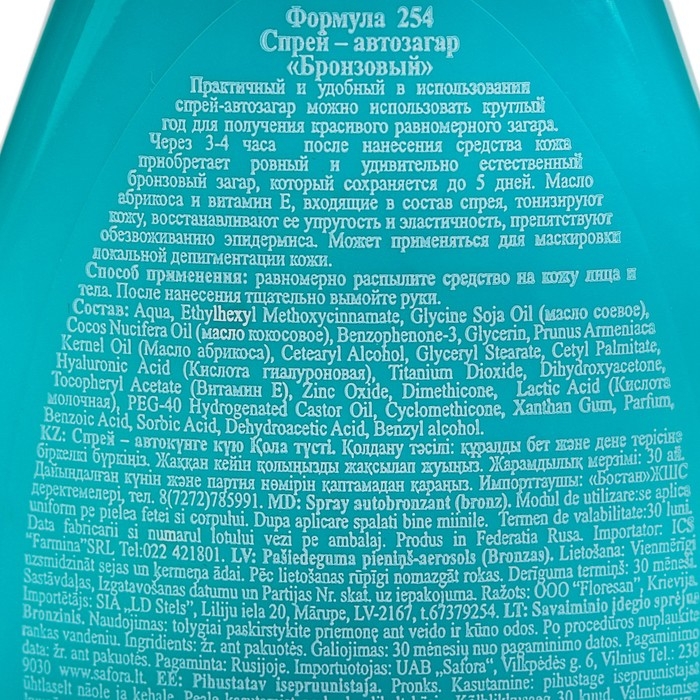 Формула 254
Спрей – автозагар
«Бронзовый»
Практичный и удобный в использовании
спрей-автозагар можно использовать круглый
год для получения красивого равномерного загара.
Через 3-4 часа после нанесения средства кожа
приобретает ровный и удивительно естественный
бронзовый загар, который сохраняется до 5 дней. Масло
абрикоса и витамин Е, входящие в состав спрея, тонизируют
кожу, восстанавливают ее упругость и эластичность, препятствуют
обезвоживанию эпидермиса. Может применяться для маскировки
локальной депигментации кожи.
Способ применения: равномерно распылите средство на кожу лица и
тела. После нанесения тщательно вымойте руки.
Состав: Aqua, Ethylhexyl Methoxycinnamate, Glycine Soja Oil (масло соевое),
Cocos Nucifera Oil (масло кокосовое), Benzophenone-3, Glycerin, Prunus Armeniaca
Kernel Oil (Масло абрикоса), Cetearyl Alcohol, Glyceryl Stearate, Cetyl Palmitate,
Hyaluronic Acid (Кислота гиалуроновая), Titanium Dioxide, Dihydroxyacetone,
Tocopheryl Acetate (Витамин Е), Zinc Oxide, Dimethicone, Lactic Acid (Кислота
молочная), PEG-40 Hydrogenated Castor Oil, Cyclomethicone, Xanthan Gum, Parfum,
Benzoic Acid, Sorbic Acid, Dehydroacetic Acid, Benzyl alcohol.
KZ: Спрей – автокүнге күю Қола түсті. Қолдану тәсілі: құралды бет және дене терісіне
біркелкі бүркіңіз. Жаққан кейін қолыңызды жақсылап жуыңыз. Жарамдылық мерзімі: 30 ай.
Дайындалған күнін және партия нөмірін қаптамадан қараңыз. Импорттаушы: «Бостан»ЖШС
деректемелері, тел. 8(7272)785991. MD: Spray autobronzant (bronz). Modul de utilizare:se aplica
uniform pe pielea fetei si corpului. Dupa aplicare spalati bine miinile. Termen de valabilitate:30 luni.
Data fabricarii si numarul lotului vezi pe ambalaj. Produs in Federatia Rusa. Importator: ICS
“Farmina”SRL Tel:022 421801. LV: Pašiedeguma pieniņš-aerosols (Bronzas). Lietošana: Vienmērīgi
uzsmidzināt sejas un ķermeņa ādai. Pēc lietošanas rūpīgi nomazgāt rokas. Derīguma termiņš: 30 mēneši.
Sastāvdaļas, Izgatavošanas datumu un Partijas Nr. skat. uz iepakojuma. Ražots: OOO “Floresan”, Krievija.
Importētājs: SIA „LD Stels”, Liliju iela 20, Mārupe, LV-2167, t.67379254. LT: Savaiminio įdegio
Bronzinis. Naudojimas: tolygiai paskirstykite priemonę ant veido ir kūno odos. Po procedūros nuplaukite
rankas vandeniu. Ingridients: žr. ant pakuotės. Galiojimas: 30 mėnesių nuo pagaminimo datos. Pagaminimo
data: žr. ant pakuotės. Pagaminta: Rusijoje. Importuotojas: UAB „Safora”, Vilkpėdės g. 6, Vilnius Tel.: 238
9030 www.safora.lt. EE: Pihustatav isepruunistaja. Pronks. Kasutamine: pihustage isepruunistaja
ühtlaselt näole ja kehale.